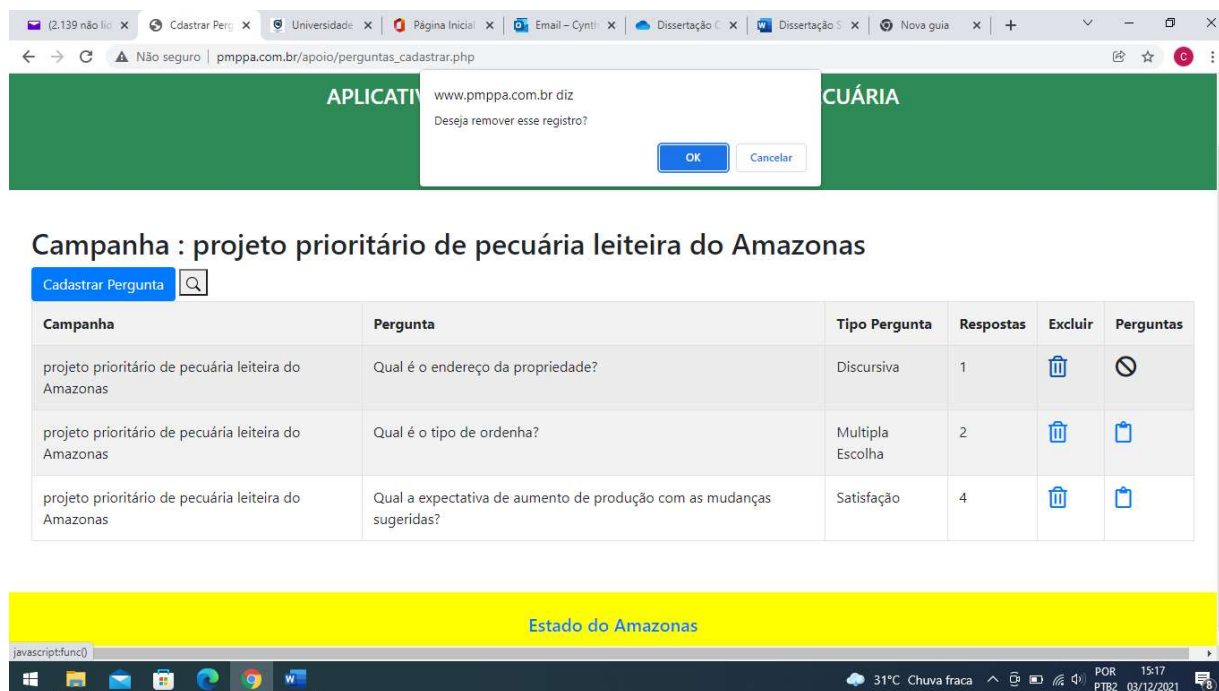 (2.139 não lid
Cdastrar Perg
Universidade
Página Inicial
Email – Cynth
Dissertação C
Dissertação S
Nova guia
Não seguro | pmppa.com.br/apoio/perguntas_cadastrar.php
C
APLICATIV
CUÁRIA
www.pmppa.com.br diz
Deseja remover esse registro?
OK Cancelar
Campanha : projeto prioritário de pecuária leiteira do Amazonas
Cadastrar Pergunta
Campanha Pergunta Tipo Pergunta Respostas Excluir Perguntas
projeto prioritário de pecuária leiteira do Qual é o endereço da propriedade? Discursiva 1
Amazonas
projeto prioritário de pecuária leiteira do Qual é o tipo de ordenha? Multipla 2
Amazonas Escolha
projeto prioritário de pecuária leiteira do Qual a expectativa de aumento de produção com as mudanças Satisfação 4
Amazonas sugeridas?
Estado do Amazonas
javascript:func()
31°C Chuva fraca
POR 15:17
PTB2 03/12/2021
8